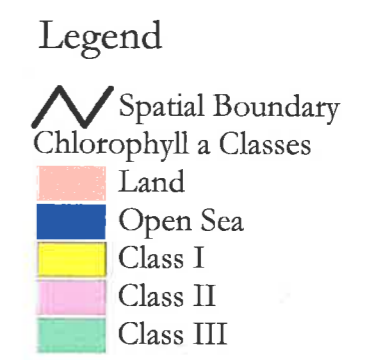 Legend
Spatial Boundary
Chlorophyll a Classes
Land
Open Sea
Class I
Class II
Class III